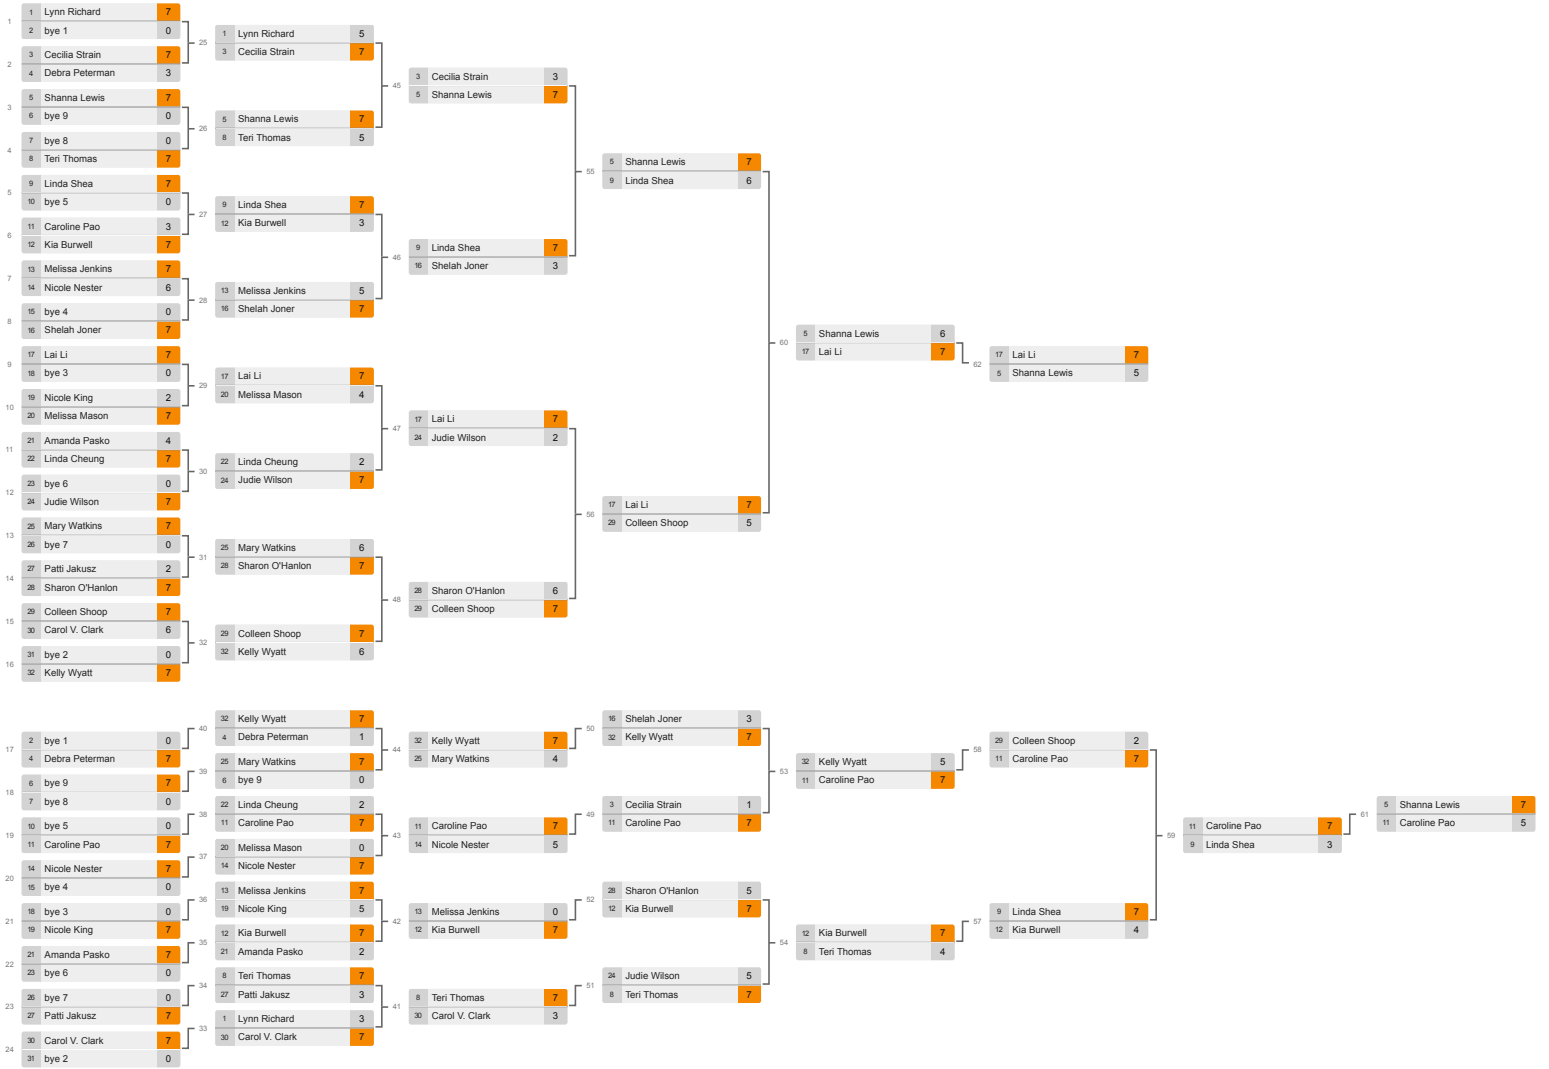 1 Lynn Richard 7
1
2 bye 1 0
25
3 Cecilia Strain 7
2
4 Debra Peterman 3
5 Shanna Lewis 7
3
6 bye 9 0
26
7 bye 8 0
4
8 Teri Thomas 7
9 Linda Shea 7
5
10 bye 5 0
27
11 Caroline Pao 3
6
12 Kia Burwell 7
13 Melissa Jenkins 7
7
14 Nicole Nester 6
28
15 bye 4 0
8
16 Shelah Joner 7
17 Lai Li 7
9
18 bye 3 0
29
19 Nicole King 2
10
20 Melissa Mason 7
21 Amanda Pasko 4
11
22 Linda Cheung 7
30
23 bye 6 0
12
24 Judie Wilson 7
25 Mary Watkins 7
13
26 bye 7 0
31
27 Patti Jakusz 2
14
28 Sharon O'Hanlon 7
29 Colleen Shoop 7
15
30 Carol V. Clark 6
32
31 bye 2 0
16
32 Kelly Wyatt 7
1 Lynn Richard 5
3 Cecilia Strain 7
45
5 Shanna Lewis 7
8 Teri Thomas 5
9 Linda Shea 7
12 Kia Burwell 3
46
13 Melissa Jenkins 5
16 Shelah Joner 7
17 Lai Li 7
20 Melissa Mason 4
47
22 Linda Cheung 2
24 Judie Wilson 7
25 Mary Watkins 6
28 Sharon O'Hanlon 7
48
29 Colleen Shoop 7
32 Kelly Wyatt 6
3 Cecilia Strain 3
5 Shanna Lewis 7
55
9 Linda Shea 7
16 Shelah Joner 3
17 Lai Li 7
24 Judie Wilson 2
56
28 Sharon O'Hanlon 6
29 Colleen Shoop 7
5 Shanna Lewis 7
9 Linda Shea 6
60
17 Lai Li 7
29 Colleen Shoop 5
5 Shanna Lewis 6
17 Lai Li 7
62
17 Lai Li 7
5 Shanna Lewis 5
2 bye 1 0
17
4 Debra Peterman 7
40
6 bye 9 7
18
7 bye 8 0
39
10 bye 5 0
19
11 Caroline Pao 7
38
14 Nicole Nester 7
20
15 bye 4 0
37
18 bye 3 0
21
19 Nicole King 7
36
21 Amanda Pasko 7
22
23 bye 6 0
35
26 bye 7 0
23
27 Patti Jakusz 7
34
30 Carol V. Clark 7
24
31 bye 2 0
33
32 Kelly Wyatt 7
4 Debra Peterman 1
44
25 Mary Watkins 7
6 bye 9 0
22 Linda Cheung 2
11 Caroline Pao 7
43
20 Melissa Mason 0
14 Nicole Nester 7
13 Melissa Jenkins 7
19 Nicole King 5
42
12 Kia Burwell 7
21 Amanda Pasko 2
8 Teri Thomas 7
27 Patti Jakusz 3
41
1 Lynn Richard 3
30 Carol V. Clark 7
32 Kelly Wyatt 7
25 Mary Watkins 4
50
11 Caroline Pao 7
14 Nicole Nester 5
49
13 Melissa Jenkins 0
12 Kia Burwell 7
52
8 Teri Thomas 7
30 Carol V. Clark 3
51
16 Shelah Joner 3
32 Kelly Wyatt 7
53
3 Cecilia Strain 1
11 Caroline Pao 7
28 Sharon O'Hanlon 5
12 Kia Burwell 7
54
24 Judie Wilson 5
8 Teri Thomas 7
32 Kelly Wyatt 5
11 Caroline Pao 7
58
12 Kia Burwell 7
8 Teri Thomas 4
57
29 Colleen Shoop 2
11 Caroline Pao 7
59
9 Linda Shea 7
12 Kia Burwell 4
11 Caroline Pao 7
9 Linda Shea 3
61
5 Shanna Lewis 7
11 Caroline Pao 5